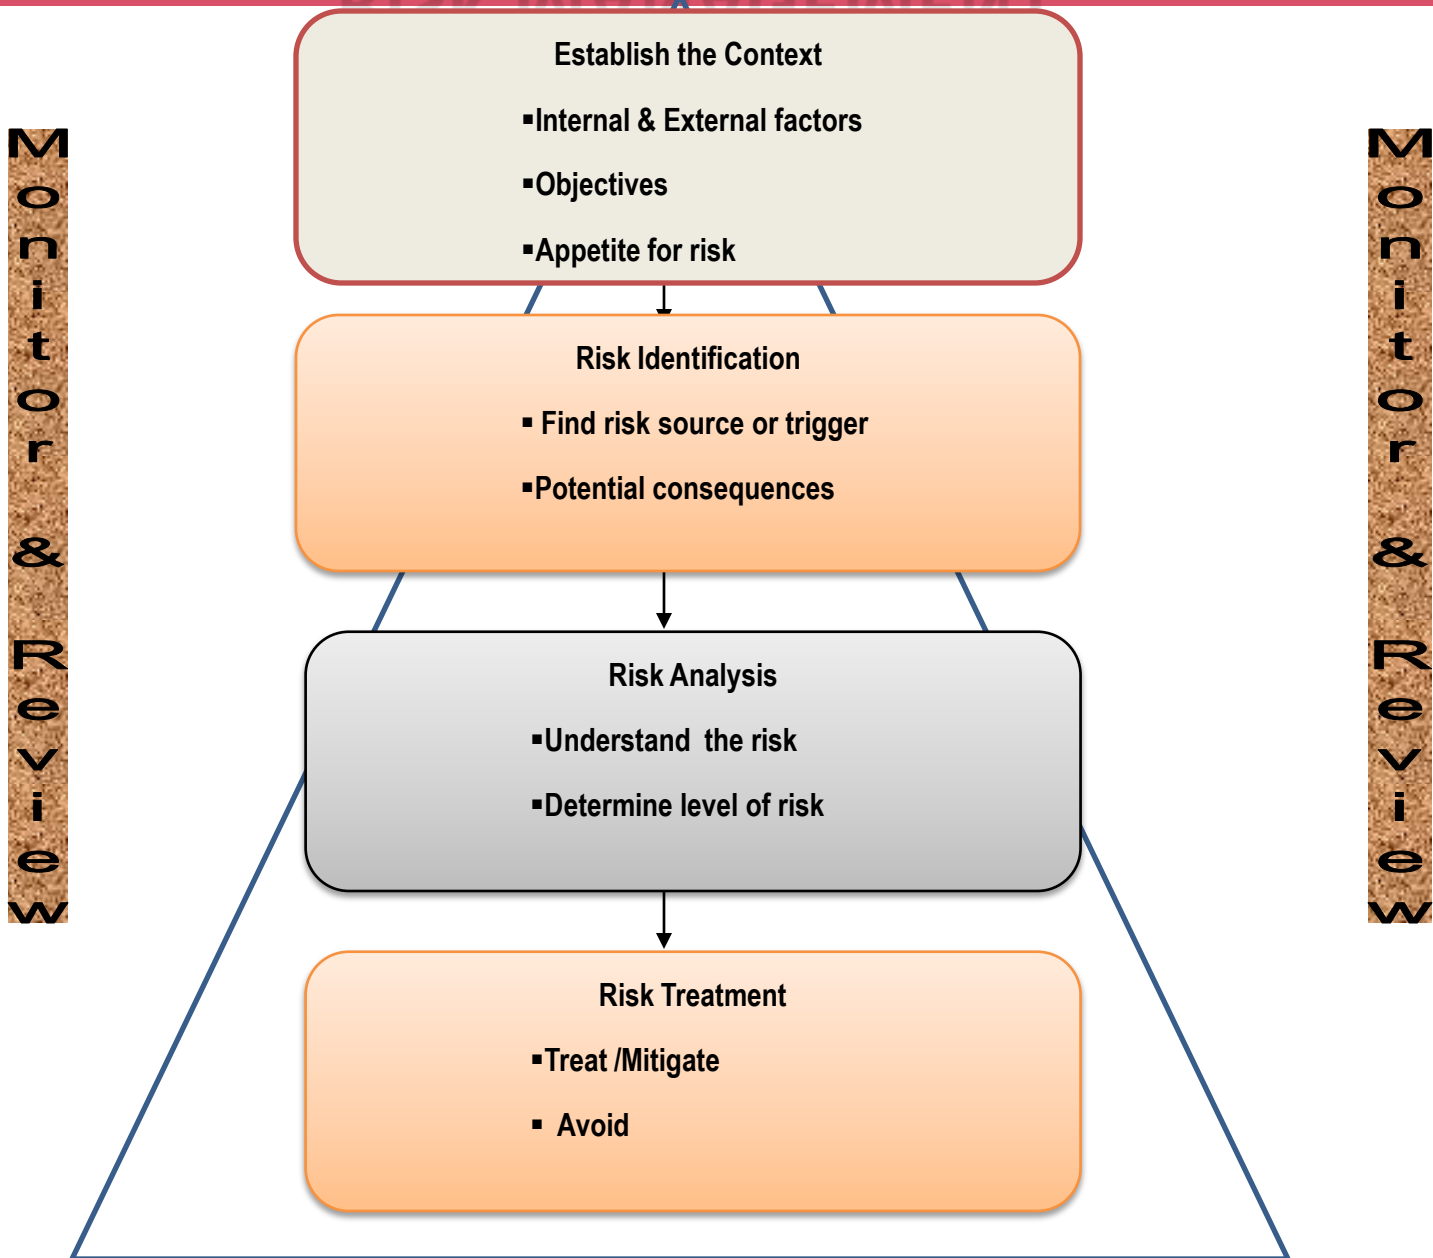 Establish the Context
▪Internal & External factors
▪Objectives
▪Appetite for risk
Risk Identification
▪ Find risk source or trigger
▪Potential consequences
Risk Analysis
▪Understand  the risk
▪Determine level of risk
Risk Treatment
▪Treat /Mitigate
▪ Avoid
Monitor & Review
Monitor & Review